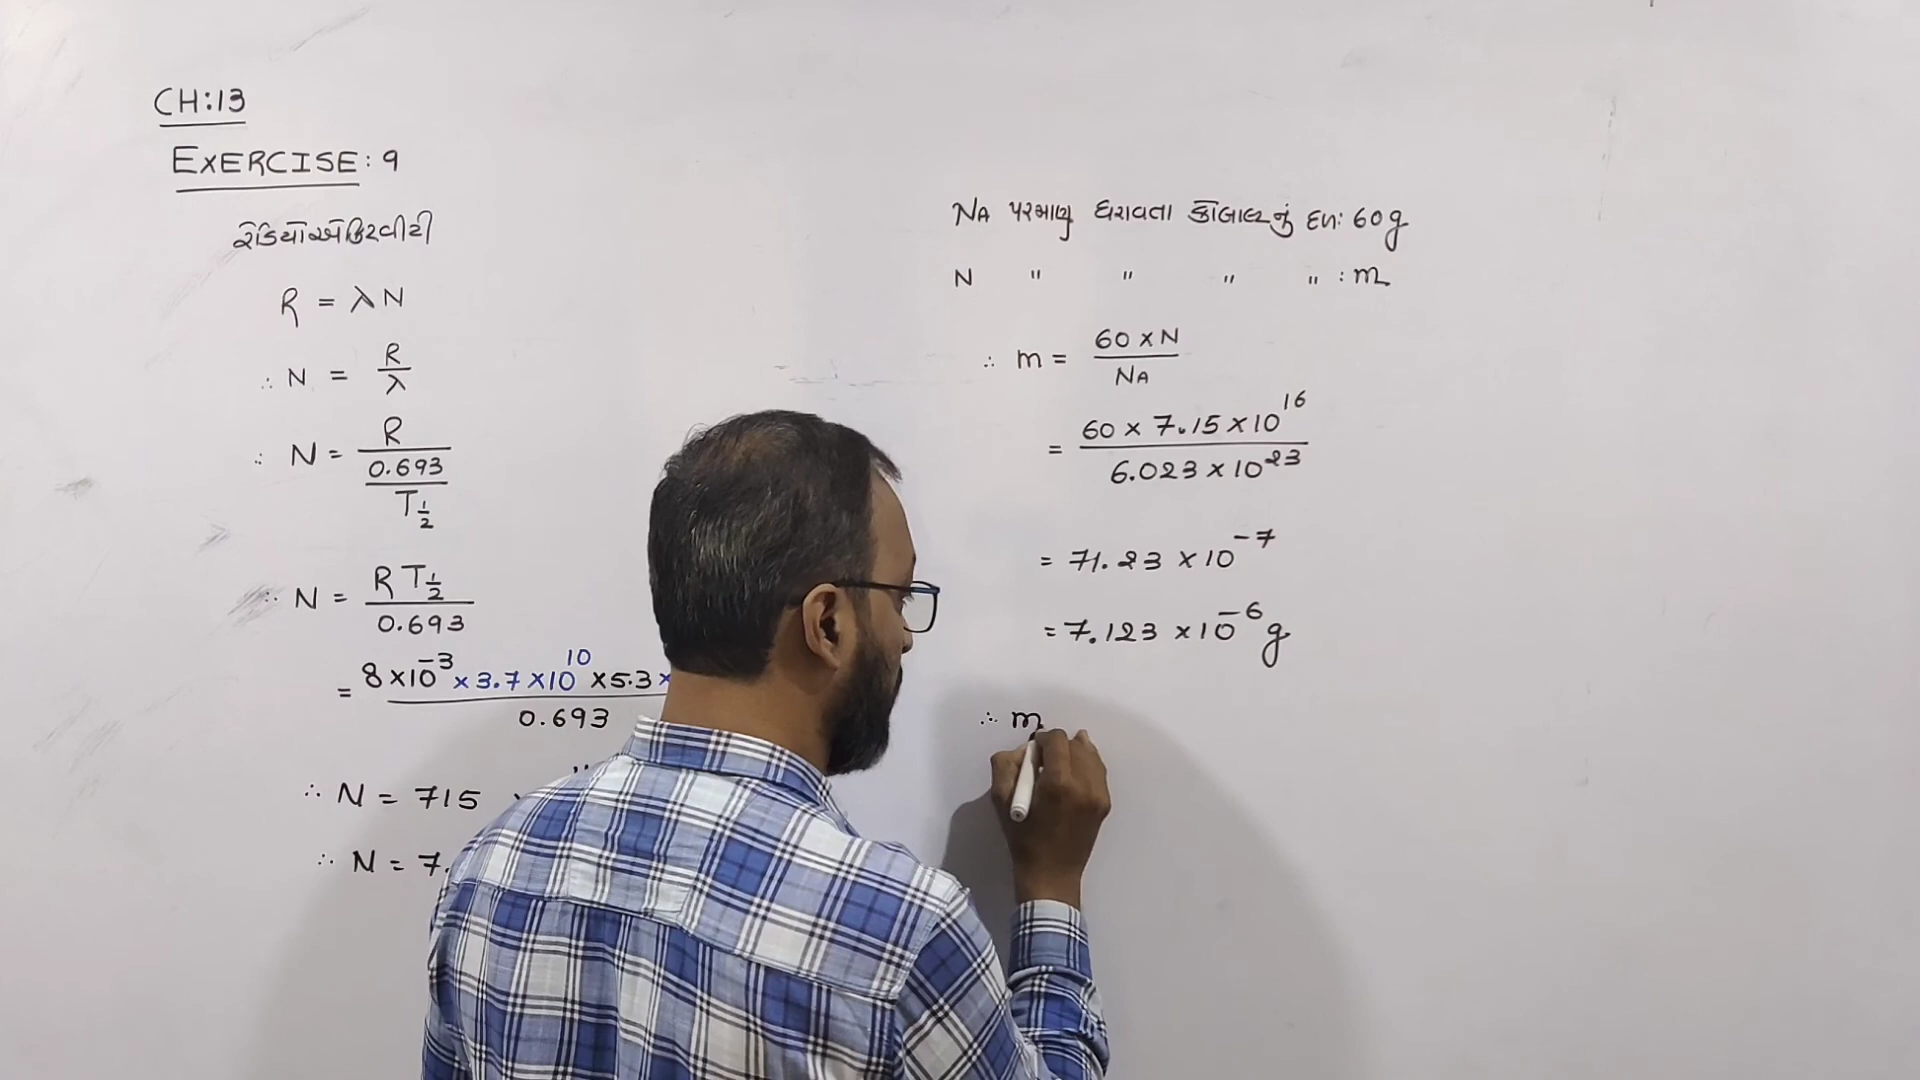 CH:13
EXERCISE: 9
રેડિયોએક્ટિવીટી
R = λN
∴ N = R/λ
∴ N = R/(0.693/T½)
∴ N = RT½/0.693
= 8×10⁻³ × 3.7 ×10¹⁰ ×5.3 ×/0.693
∴ N = 715
∴ N = 7.
NA પરમાણુ ધરાવતા કોબાલ્ટનું દળ: 60g
N " " " " : m
∴ m = 60 × N/NA
= 60 × 7.15 × 10¹⁶/6.023 × 10²³
= 71.23 × 10⁻⁷
= 7.123 × 10⁻⁶ g
∴ m